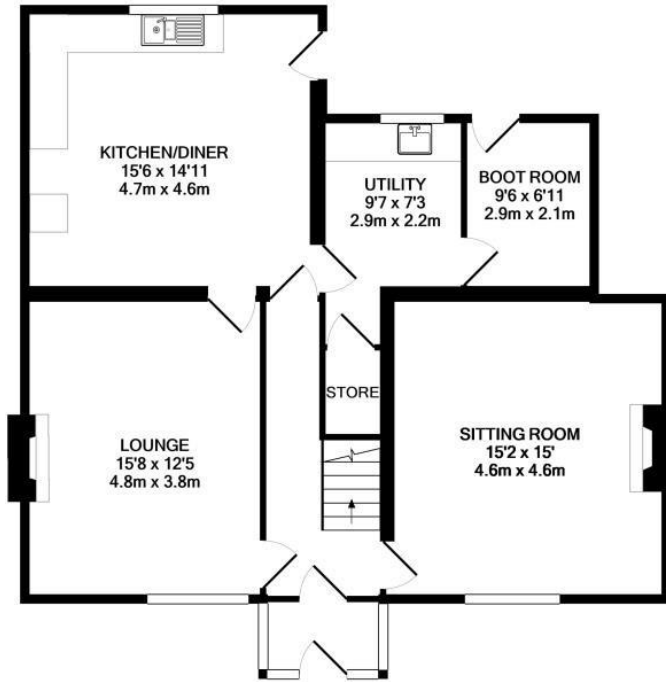 KITCHEN/DINER
15'6 x 14'11
4.7m x 4.6m
UTILITY
9'7 x 7'3
2.9m x 2.2m
BOOT ROOM
9'6 x 6'11
2.9m x 2.1m
STORE
LOUNGE
15'8 x 12'5
4.8m x 3.8m
SITTING ROOM
15'2 x 15'
4.6m x 4.6m